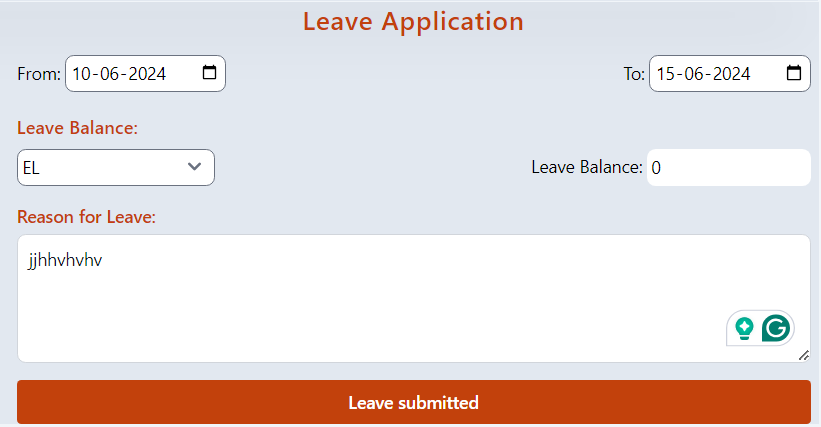 Leave Application
From: 10-06-2024 To: 15-06-2024
Leave Balance:
EL Leave Balance: 0
Reason for Leave:
jjhhvhvhv
Leave submitted